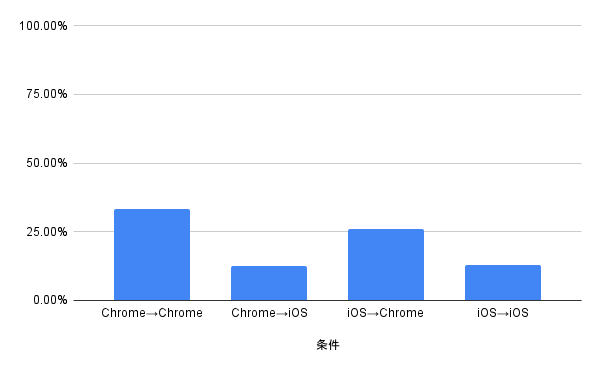 100.00%
75.00%
50.00%
25.00%
0.00%
Chrome→Chrome
Chrome→iOS
iOS→Chrome
iOS→iOS
条件